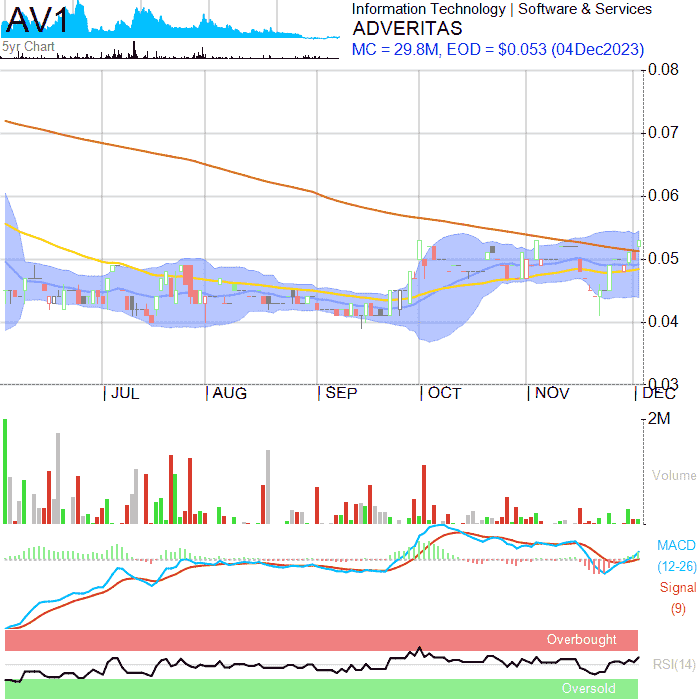 AV1
5yr Chart
Information Technology | Software & Services
ADVERITAS
MC = 29.8M, EOD = $0.053 (04Dec2023)
0.08
0.07
0.06
0.05
0.04
0.03
JUL AUG SEP OCT NOV DEC
2M
Volume
MACD
(12-26)
Signal
(9)
Overbought
RSI(14)
Oversold